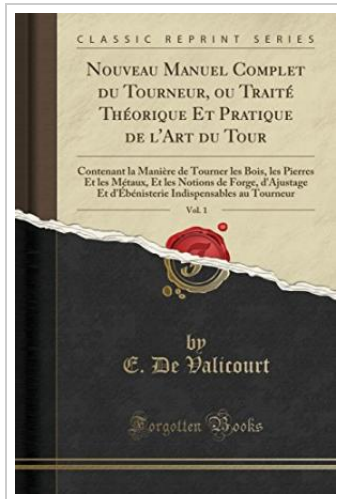 CLASSIC REPRINT SERIES
NOUVEAU MANUEL COMPLET
DU TOURNEUR, OU TRAITÉ
THÉORIQUE ET PRATIQUE
DE L'ART DU TOUR
Contenant la Manière de Tourner les Bois, les Pierres
Et les Métaux, Et les Notions de Forge, d'Ajustage
Et d'Ébénisterie Indispensables au Tourneur
Vol. 1
by
E. De Valicourt
Forgotten Books